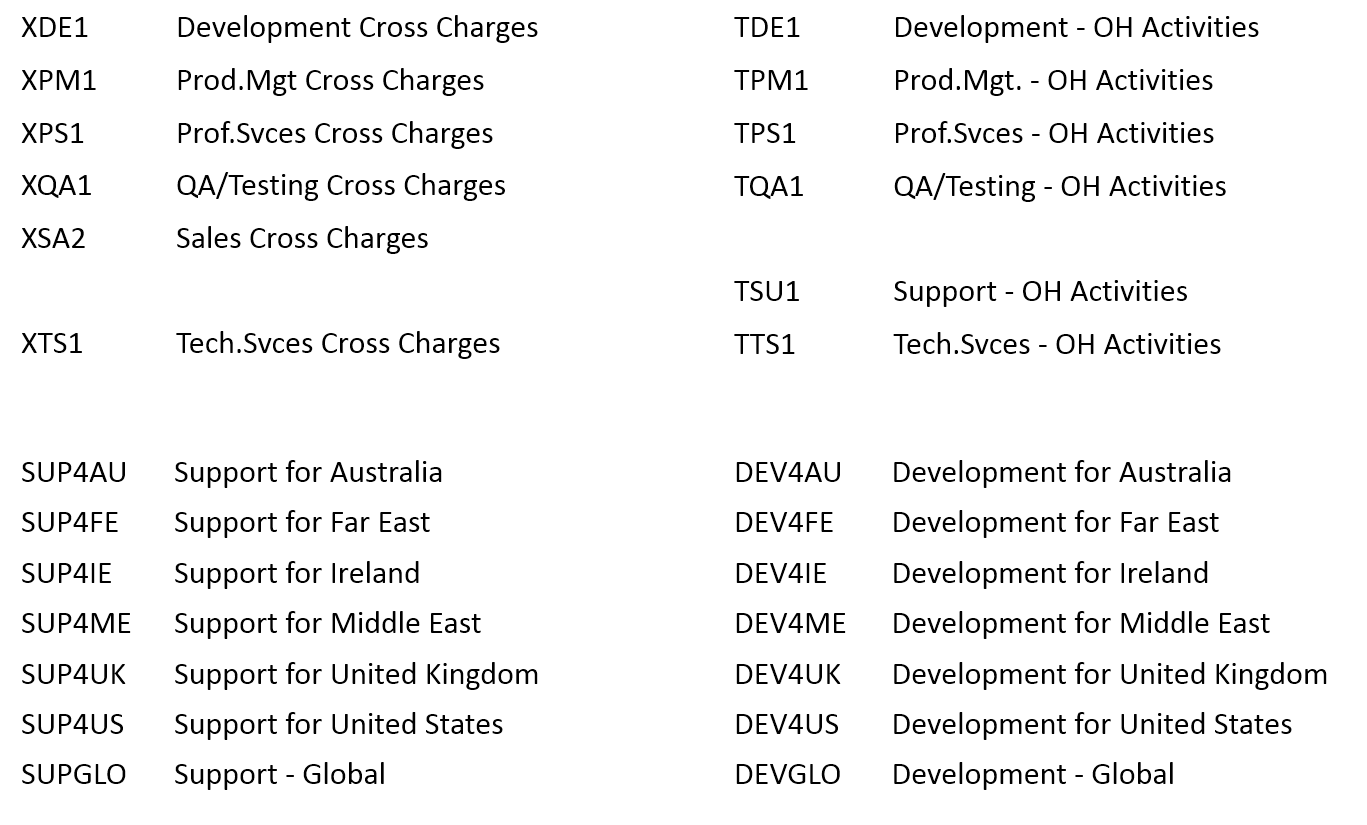 XDE1 Development Cross Charges TDE1 Development - OH Activities
XPM1 Prod.Mgt Cross Charges TPM1 Prod.Mgt. - OH Activities
XPS1 Prof.Svces Cross Charges TPS1 Prof.Svces - OH Activities
XQA1 QA/Testing Cross Charges TQA1 QA/Testing - OH Activities
XSA2 Sales Cross Charges
TSU1 Support - OH Activities
XTS1 Tech.Svces Cross Charges TTS1 Tech.Svces - OH Activities
SUP4AU Support for Australia DEV4AU Development for Australia
SUP4FE Support for Far East DEV4FE Development for Far East
SUP4IE Support for Ireland DEV4IE Development for Ireland
SUP4ME Support for Middle East DEV4ME Development for Middle East
SUP4UK Support for United Kingdom DEV4UK Development for United Kingdom
SUP4US Support for United States DEV4US Development for United States
SUPGLO Support - Global DEVGLO Development - Global